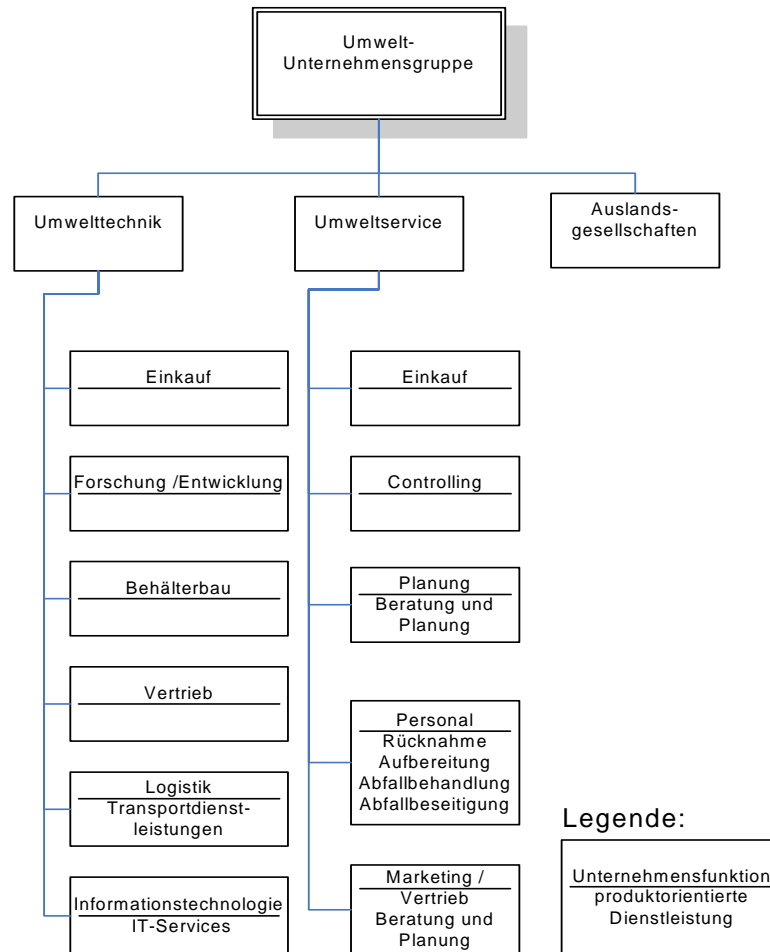 Umwelt-
Unternehmensgruppe
Umwelttechnik
Umweltservice
Auslands-
gesellschaften
Einkauf
Forschung /Entwicklung
Behälterbau
Vertrieb
Logistik
Transportdienst-
leistungen
Informationstechnologie
IT-Services
Einkauf
Controlling
Planung
Beratung und
Planung
Personal
Rücknahme
Aufbereitung
Abfallbehandlung
Abfallbeseitigung
Marketing /
Vertrieb
Beratung und
Planung
Legende:
Unternehmensfunktion
produktorientierte
Dienstleistung